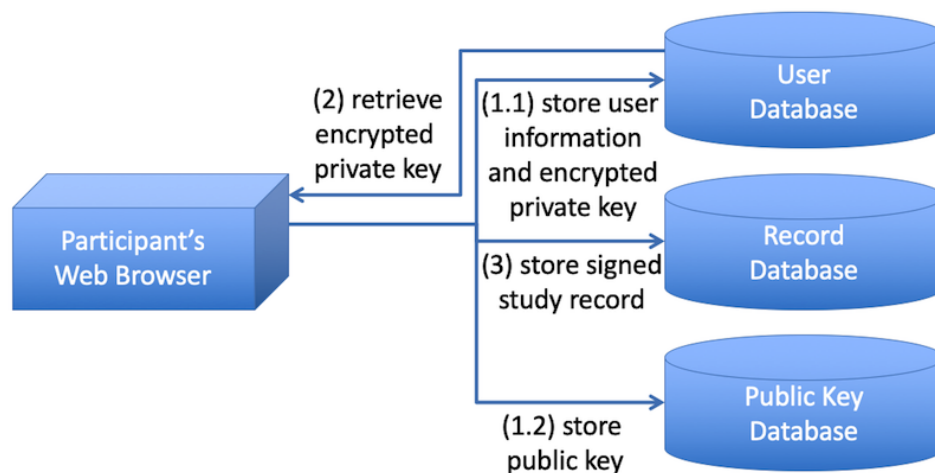 (2) retrieve
encrypted
private key
(1.1) store user
information
and encrypted
private key
User
Database
Participant's
Web Browser
(3) store signed
study record
Record
Database
(1.2) store
public key
Public Key
Database